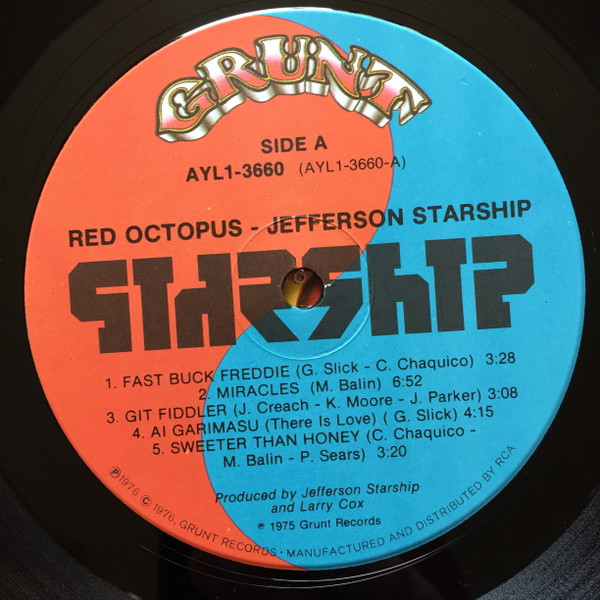 GRUNT
SIDE A
AYL1-3660 (AYL1-3660-A)
RED OCTOPUS - JEFFERSON STARSHIP
STARSHIP
1. FAST BUCK FREDDIE (G. Slick - C. Chaquico) 3:28
2. MIRACLES (M. Balin) 6:52
3. GIT FIDDLER (J. Creach - K. Moore - J. Parker) 3:08
4. AI GARIMASU (There Is Love) ( G. Slick) 4:15
5. SWEETER THAN HONEY (C. Chaquico -
M. Balin - P. Sears) 3:20
Produced by Jefferson Starship
and Larry Cox
℗ 1975 Grunt Records
℗1976 © 1976, GRUNT RECORDS • MANUFACTURED AND DISTRIBUTED BY RCA